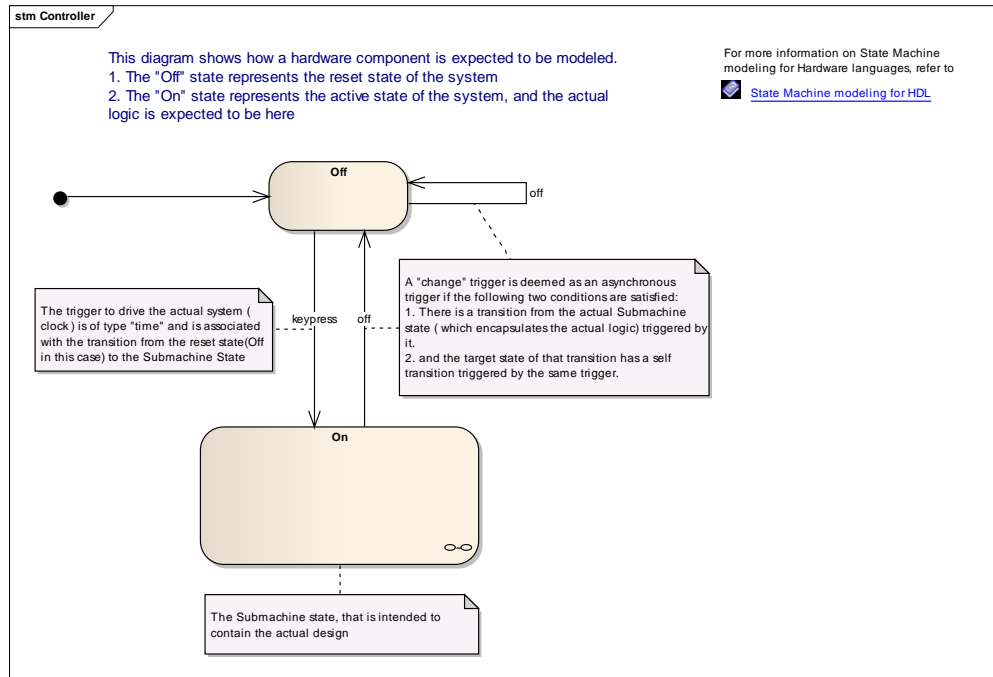 stm Controller
This diagram shows how a hardware component is expected to be modeled.
1. The "Off" state represents the reset state of the system
2. The "On" state represents the active state of the system, and the actual
logic is expected to be here
For more information on State Machine
modeling for Hardware languages, refer to
State Machine modeling for HDL
Off
off
A "change" trigger is deemed as an asynchronous
trigger if the following two conditions are satisfied:
1. There is a transition from the actual Submachine
state ( which encapsulates the actual logic) triggered by
it.
2. and the target state of that transition has a self
transition triggered by the same trigger.
The trigger to drive the actual system (
clock ) is of type "time" and is associated
with the transition from the reset state(Off
in this case) to the Submachine State
keypress
off
On
The Submachine state, that is intended to
contain the actual design